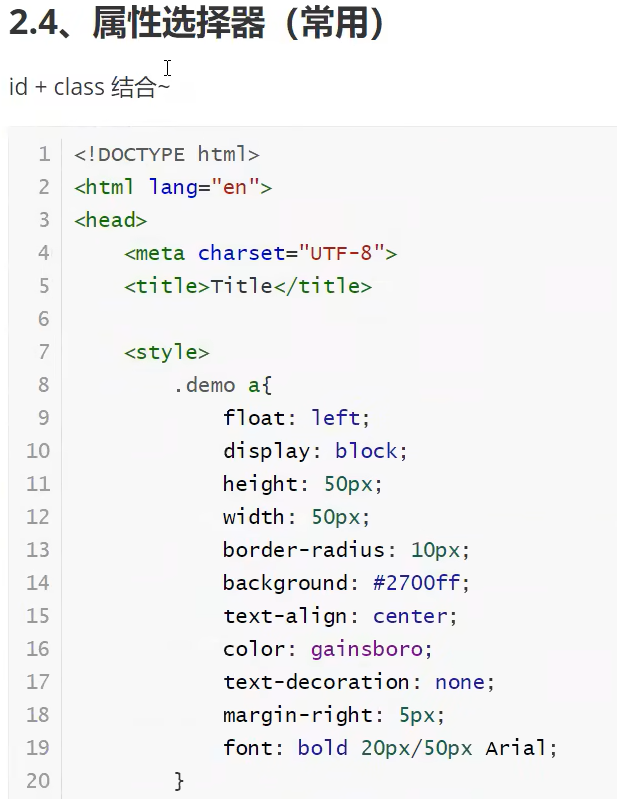 2.4、属性选择器（常用）
id + class 结合~
1 <!DOCTYPE html>
2 <html lang="en">
3 <head>
4     <meta charset="UTF-8">
5     <title>Title</title>
6
7     <style>
8         .demo a{
9             float: left;
10             display: block;
11             height: 50px;
12             width: 50px;
13             border-radius: 10px;
14             background: #2700ff;
15             text-align: center;
16             color: gainsboro;
17             text-decoration: none;
18             margin-right: 5px;
19             font: bold 20px/50px Arial;
20         }